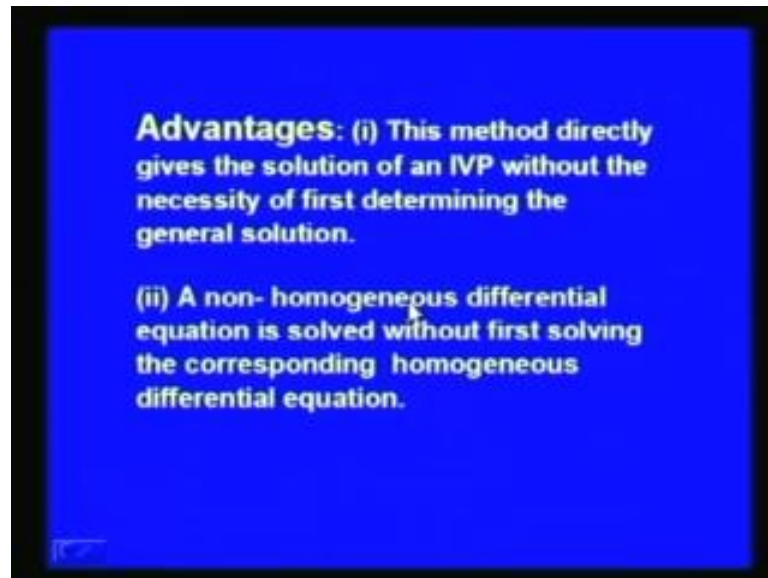 Advantages: (i) This method directly
gives the solution of an IVP without the
necessity of first determining the
general solution.
(ii) A non- homogeneous differential
equation is solved without first solving
the corresponding homogeneous
differential equation.